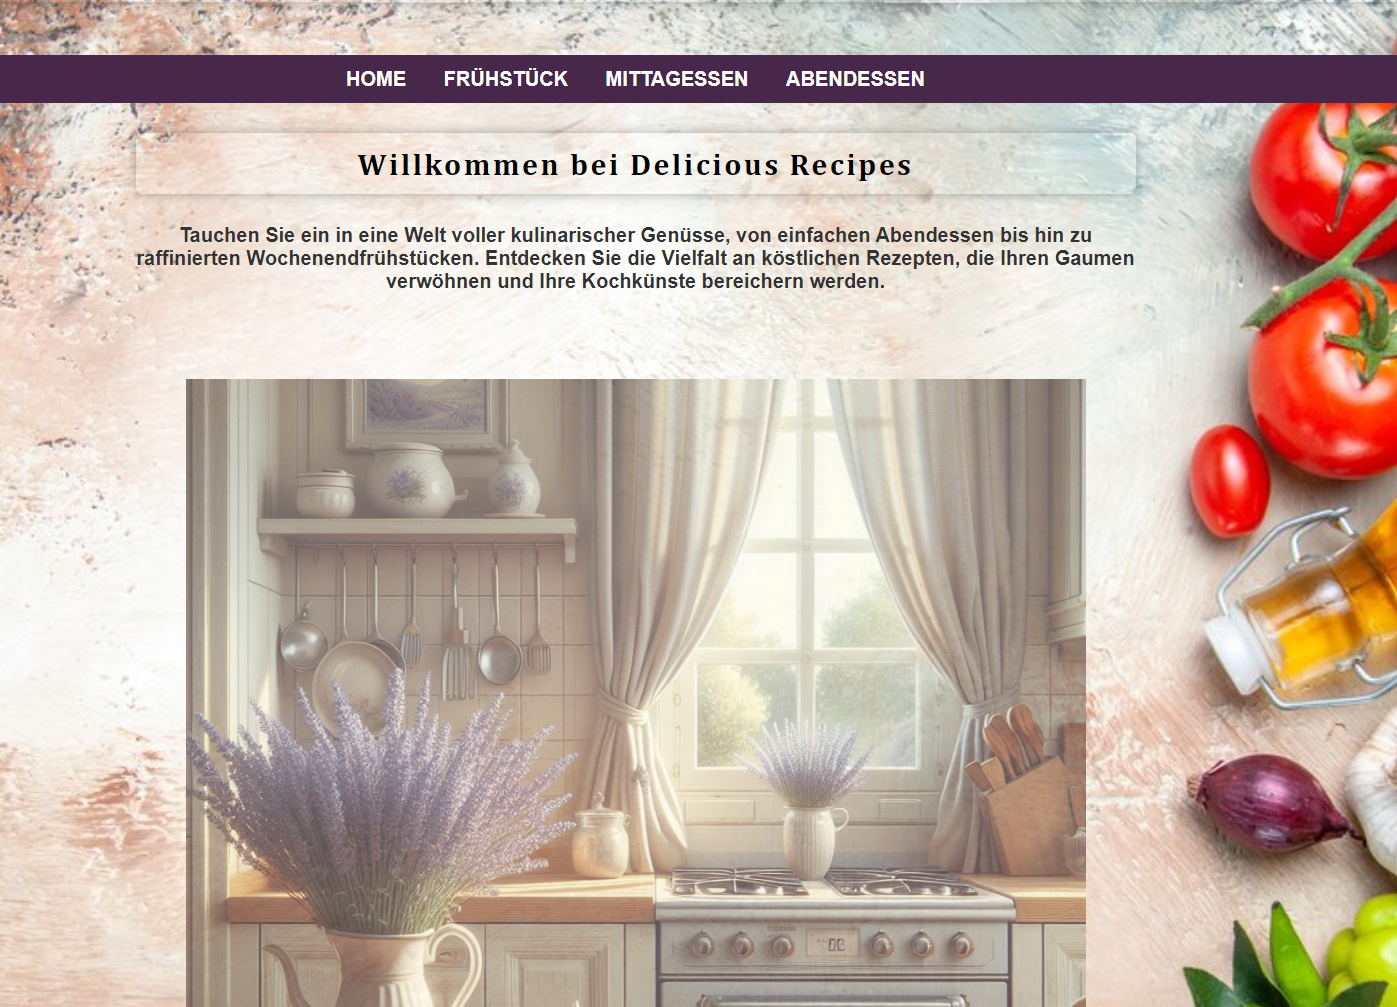 HOME FRÜHSTÜCK MITTAGESSEN ABENDESSEN
Willkommen bei Delicious Recipes
Tauchen Sie ein in eine Welt voller kulinarischer Genüsse, von einfachen Abendessen bis hin zu
raffinierten Wochenendfrühstücken. Entdecken Sie die Vielfalt an köstlichen Rezepten, die Ihren Gaumen
verwöhnen und Ihre Kochkünste bereichern werden.